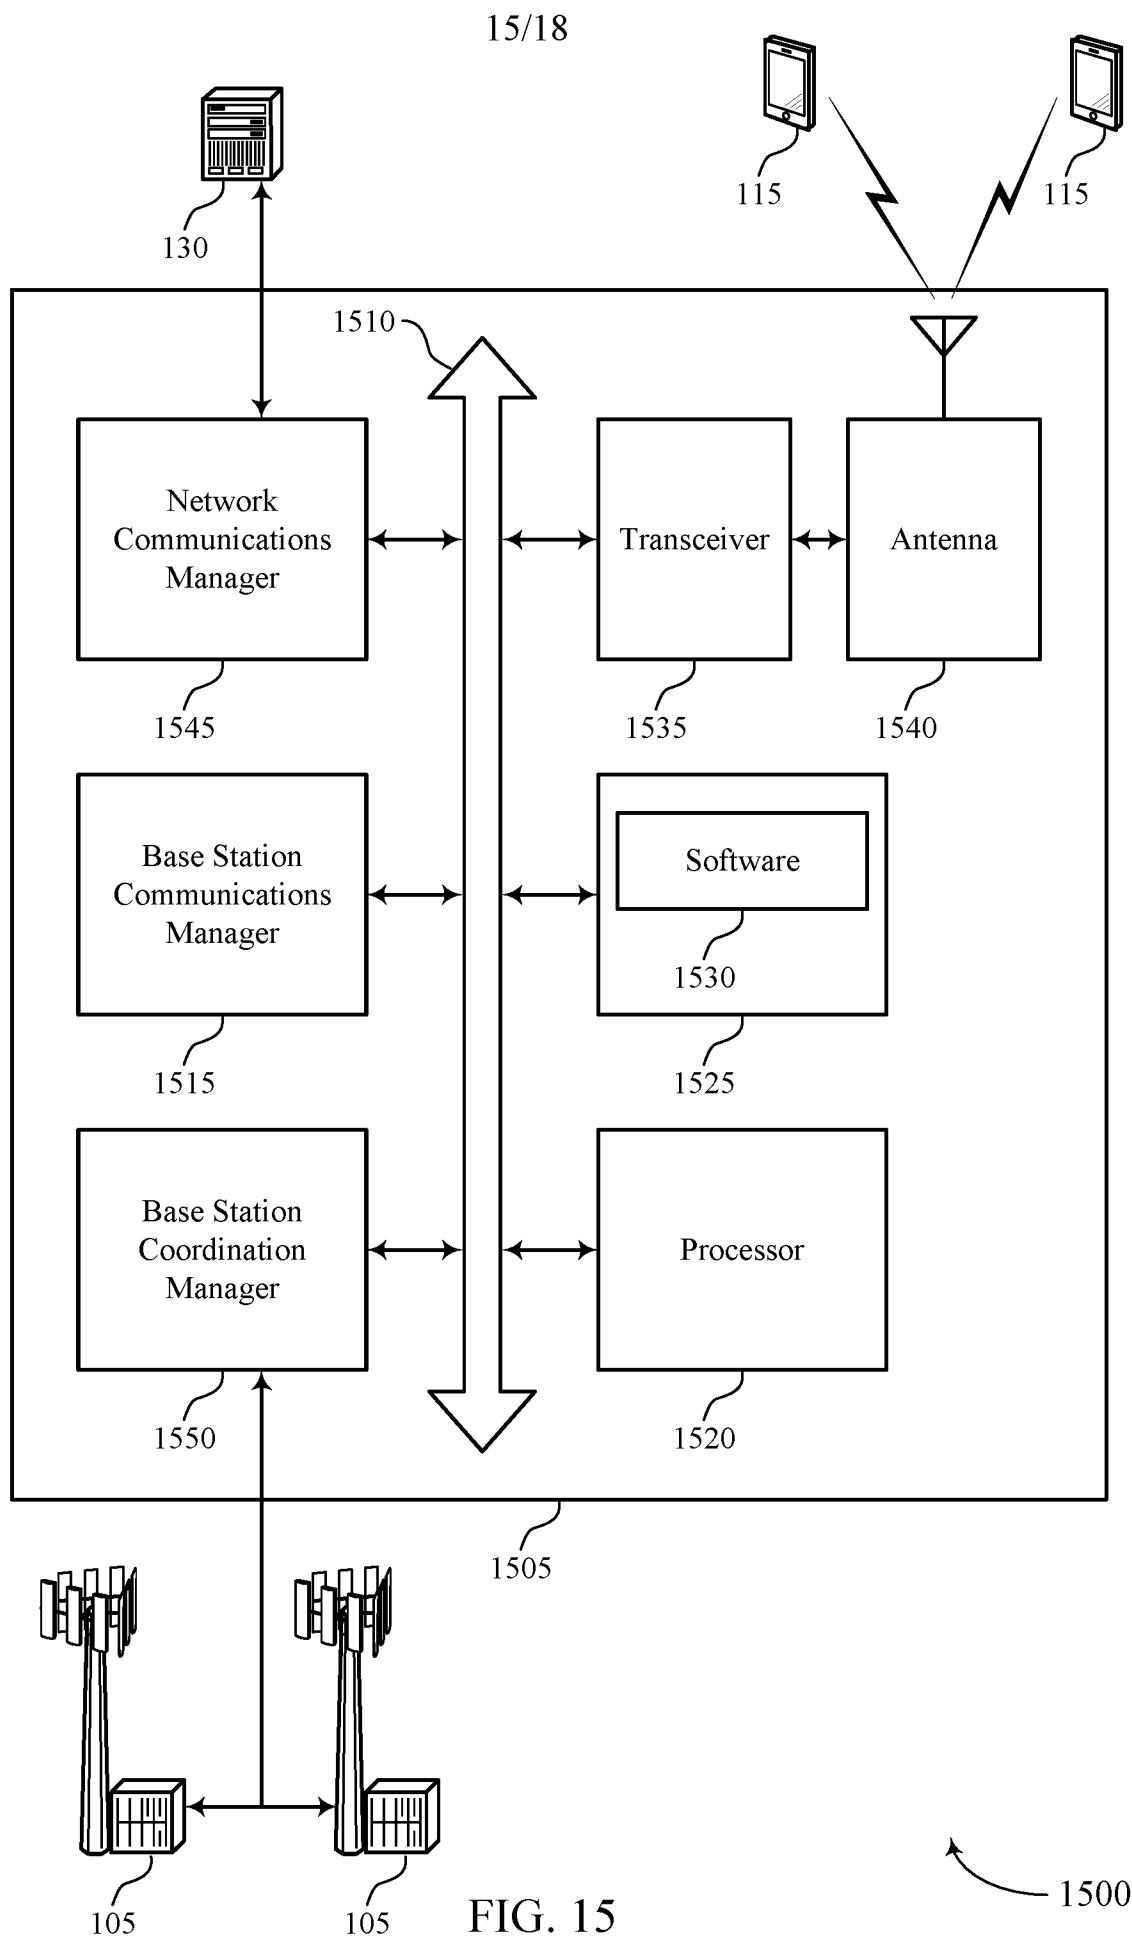 15/18
130
115
115
1510
Network
Communications
Manager
Transceiver
Antenna
1545
1535
1540
Base Station
Communications
Manager
Software
1530
1515
1525
Base Station
Coordination
Manager
Processor
1550
1520
1505
105
105
FIG. 15
1500